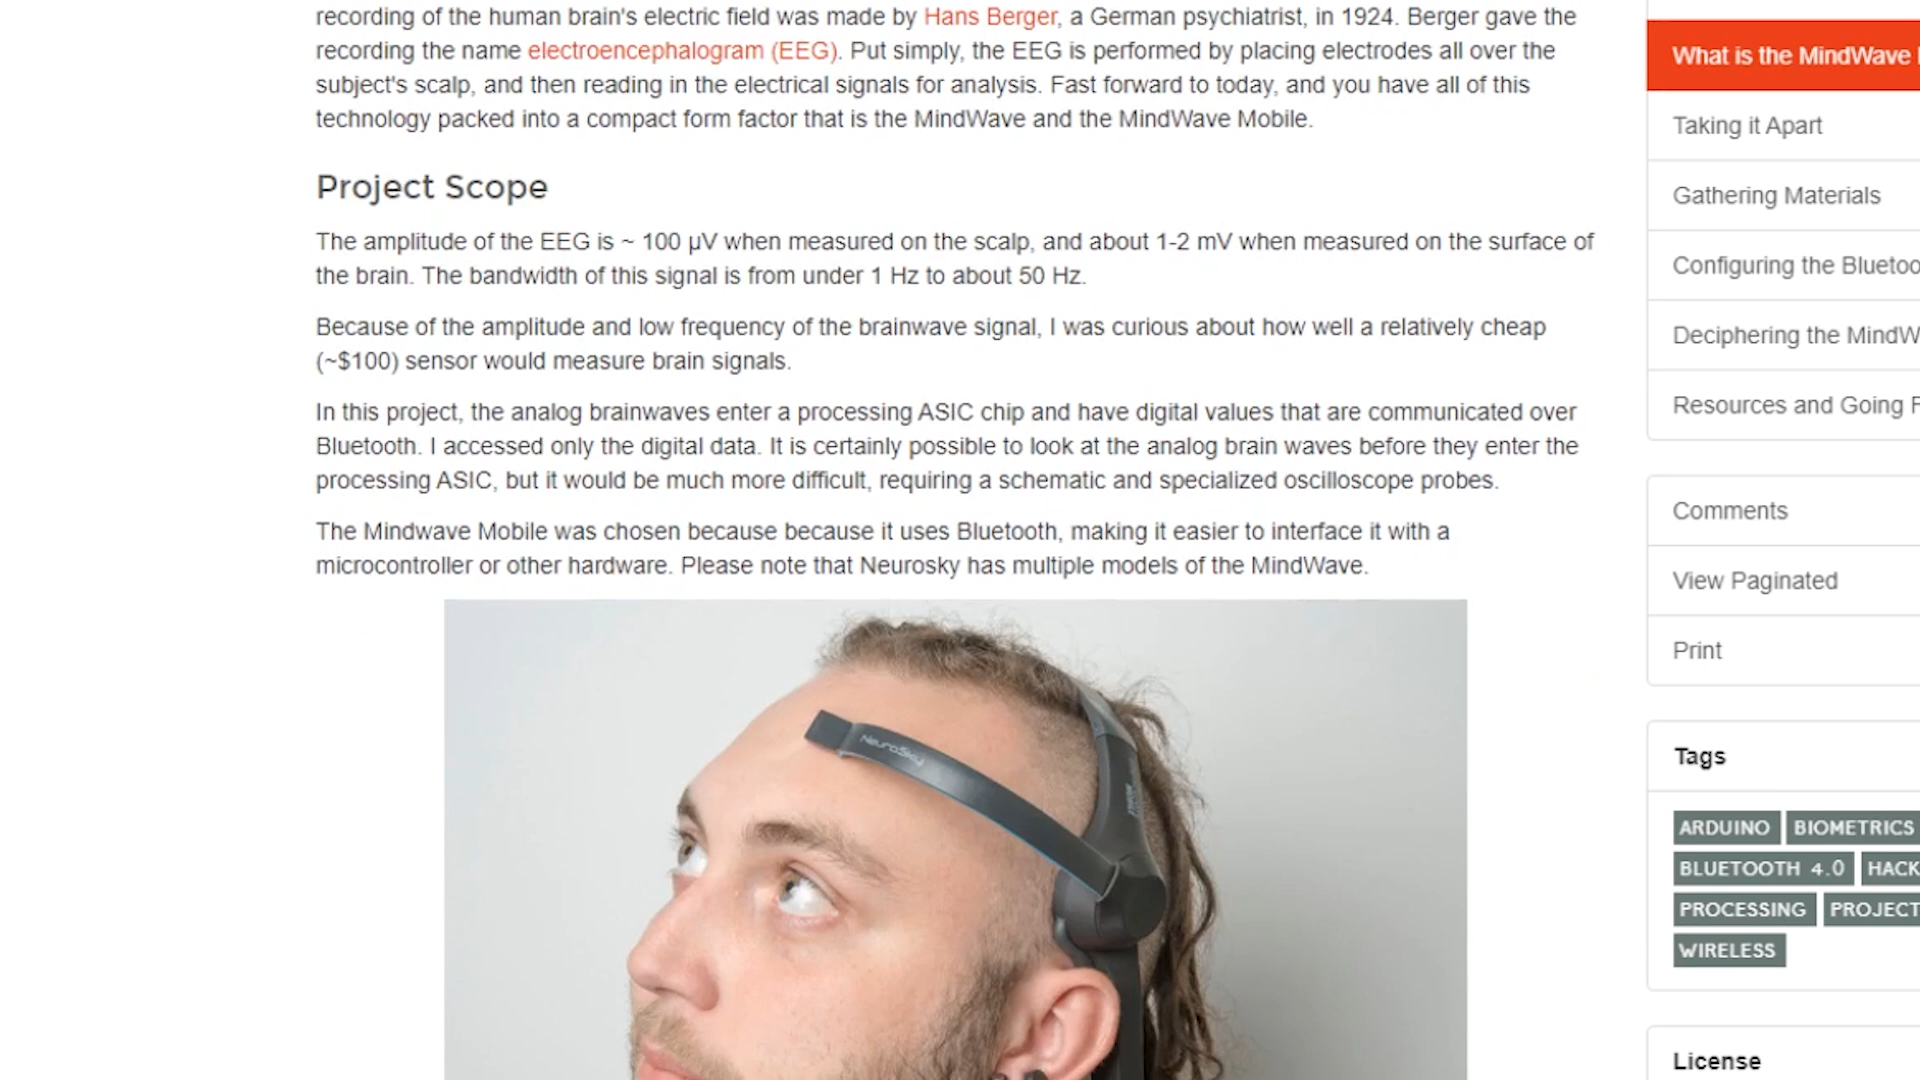 recording of the human brain's electric field was made by Hans Berger, a German psychiatrist, in 1924. Berger gave the
recording the name electroencephalogram (EEG). Put simply, the EEG is performed by placing electrodes all over the
subject's scalp, and then reading in the electrical signals for analysis. Fast forward to today, and you have all of this
technology packed into a compact form factor that is the MindWave and the MindWave Mobile.
Project Scope
The amplitude of the EEG is ~ 100 µV when measured on the scalp, and about 1-2 mV when measured on the surface of
the brain. The bandwidth of this signal is from under 1 Hz to about 50 Hz.
Because of the amplitude and low frequency of the brainwave signal, I was curious about how well a relatively cheap
(~$100) sensor would measure brain signals.
In this project, the analog brainwaves enter a processing ASIC chip and have digital values that are communicated over
Bluetooth. I accessed only the digital data. It is certainly possible to look at the analog brain waves before they enter the
processing ASIC, but it would be much more difficult, requiring a schematic and specialized oscilloscope probes.
The Mindwave Mobile was chosen because because it uses Bluetooth, making it easier to interface it with a
microcontroller or other hardware. Please note that Neurosky has multiple models of the MindWave.
NeuroSky
What is the MindWave
Taking it Apart
Gathering Materials
Configuring the Bluetoo
Deciphering the MindW
Resources and Going F
Comments
View Paginated
Print
Tags
ARDUINO BIOMETRICS
BLUETOOTH 4.0 HACK
PROCESSING PROJECT
WIRELESS
License